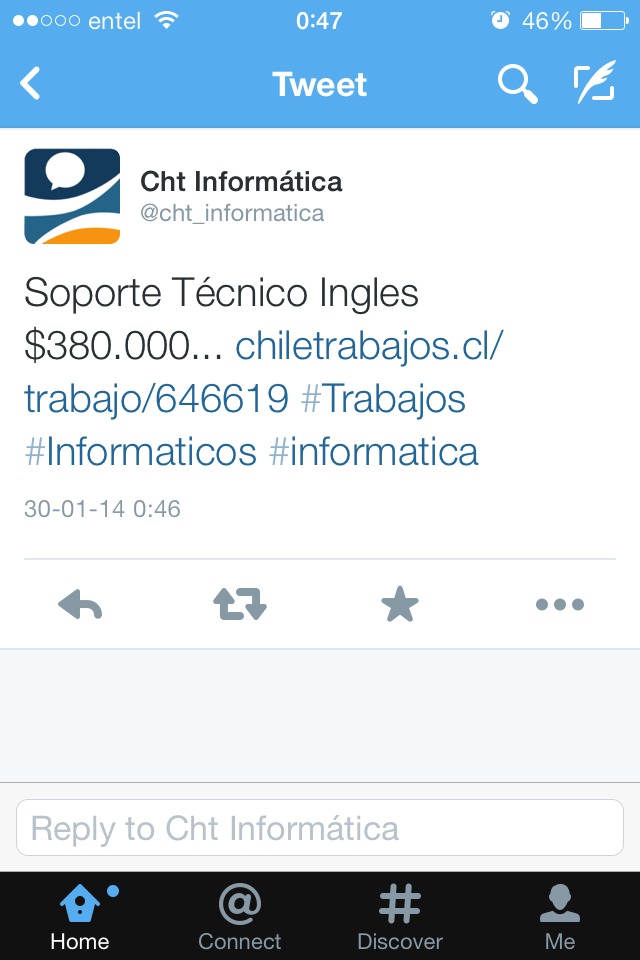 entel 0:47 46%
Tweet
Cht Informática
@cht_informatica
Soporte Técnico Ingles
$380.000... chiletrabajos.cl/
trabajo/646619 #Trabajos
#Informaticos #informatica
30-01-14 0:46
Reply to Cht Informática
Home Connect Discover Me